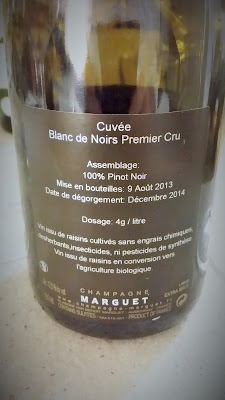 Cuvée
Blanc de Noirs Premier Cru
Assemblage:
100% Pinot Noir
Mise en bouteilles: 9 Août 2013
Date de dégorgement: Décembre 2014
Dosage: 4g / litre
Vin issu de raisins cultivés sans engrais chimiques,
désherbants,insecticides, ni pesticides de synthèse
Vin issu de raisins en conversion vers
l'agriculture biologique
CHAMPAGNE
MARGUET